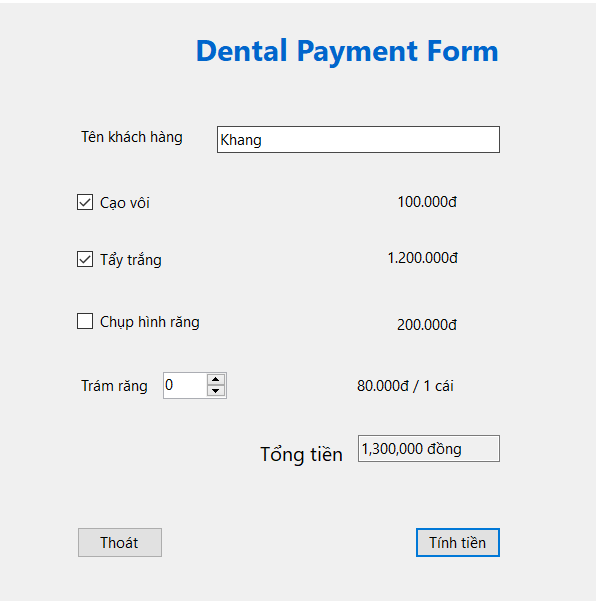 Dental Payment Form
Tên khách hàng Khang
Cạo vôi 100.000đ
Tẩy trắng 1.200.000đ
Chụp hình răng 200.000đ
Trám răng 0 80.000đ / 1 cái
Tổng tiền 1,300,000 đồng
Thoát Tính tiền